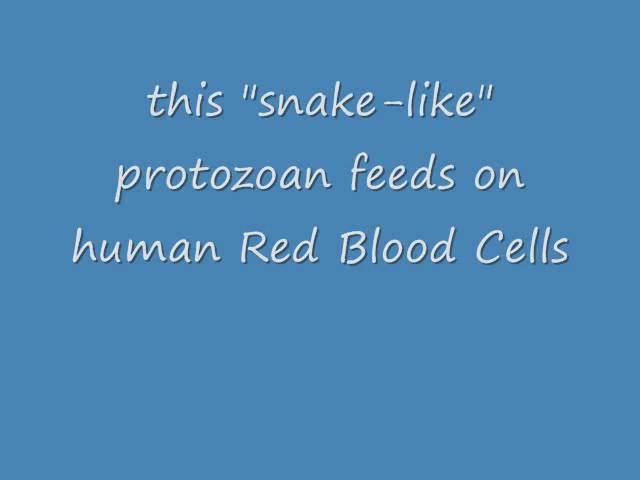 this "snake-like"
protozoan feeds on
human Red Blood Cells